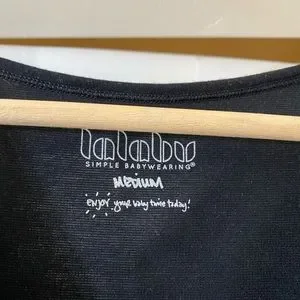 lalabu
SIMPLE BABYWEARING®
MEDIUM
enjoy your baby time today!